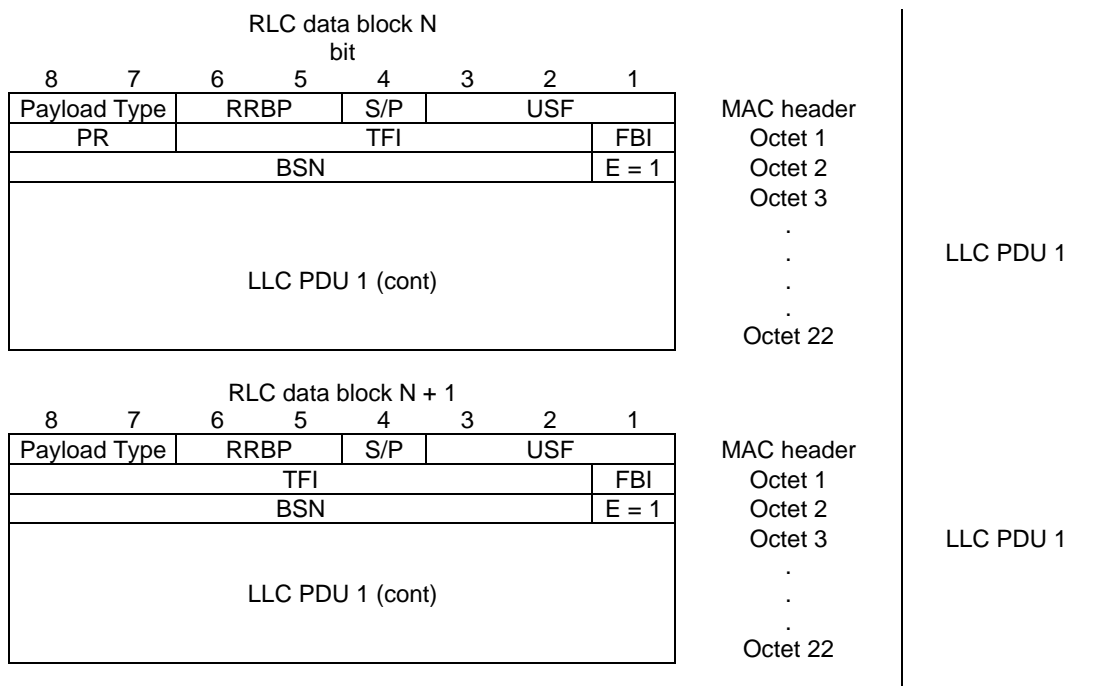 RLC data block N
bit
8 7 6 5 4 3 2 1
Payload Type RRBP S/P USF MAC header
PR TFI FBI Octet 1
BSN E = 1 Octet 2
Octet 3
.
. LLC PDU 1
LLC PDU 1 (cont) .
.
Octet 22
RLC data block N + 1
8 7 6 5 4 3 2 1
Payload Type RRBP S/P USF MAC header
TFI FBI Octet 1
BSN E = 1 Octet 2
Octet 3 LLC PDU 1
.
LLC PDU 1 (cont) .
.
Octet 22